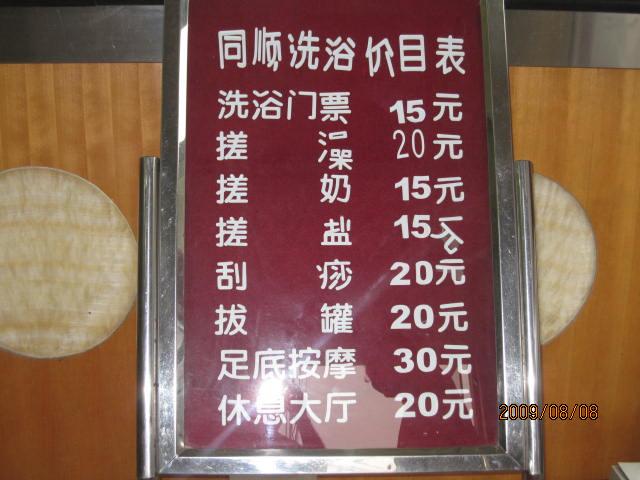 同顺洗浴价目表
洗浴门票 15元
搓 澡 20元
搓 奶 15元
搓 盐 15元
刮 痧 20元
拔 罐 20元
足底按摩 30元
休息大厅 20元
2009/08/08